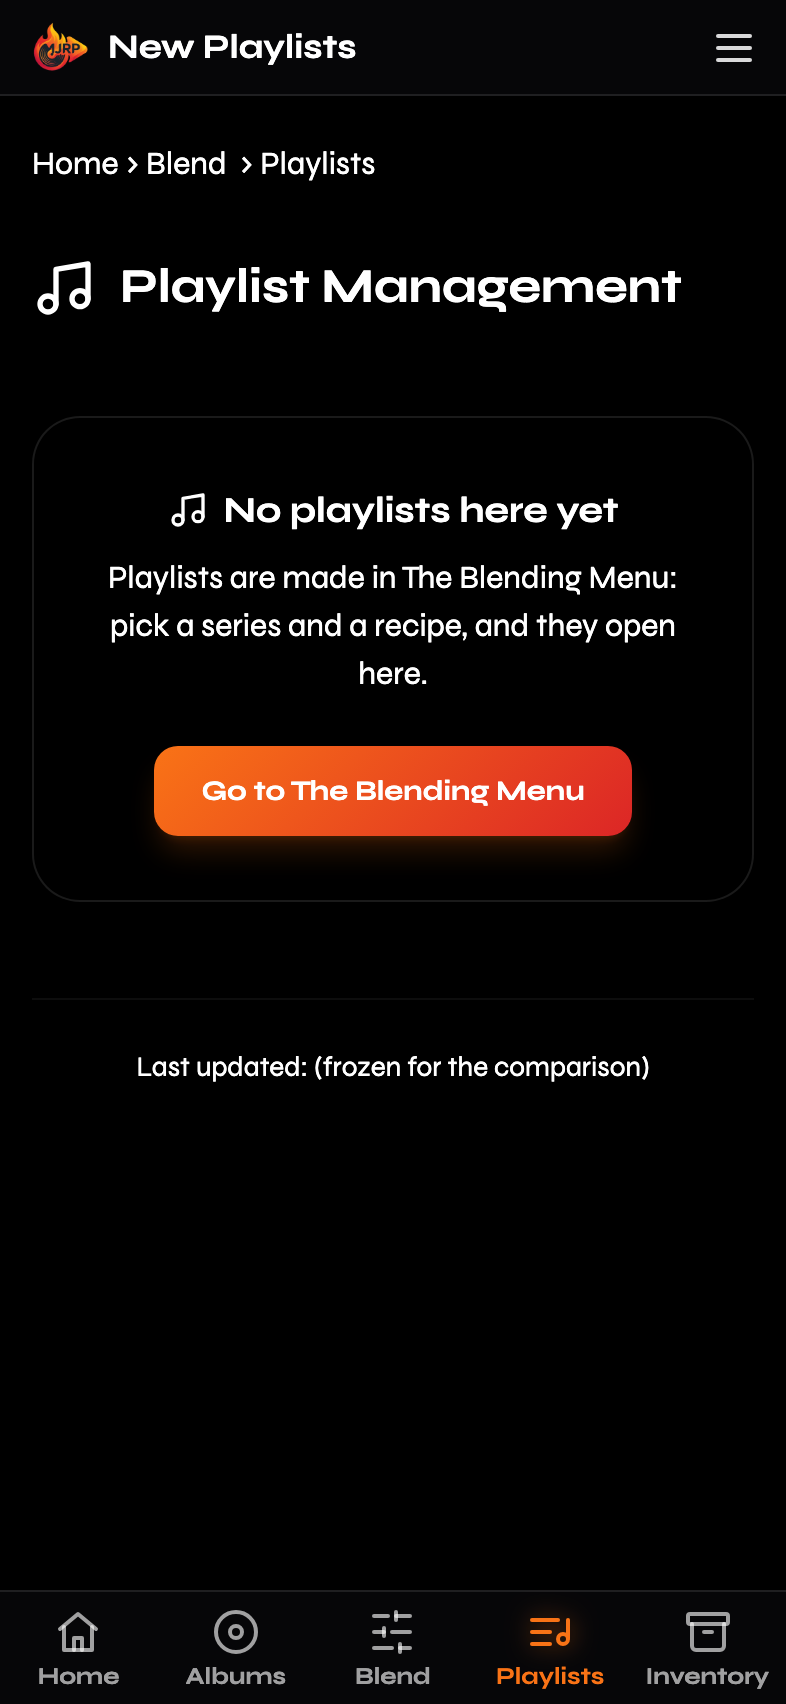 JRP
New Playlists
Home › Blend › Playlists
Playlist Management
No playlists here yet
Playlists are made in The Blending Menu:
pick a series and a recipe, and they open
here.
Go to The Blending Menu
Last updated: (frozen for the comparison)
Home
Albums
Blend
Playlists
Inventory